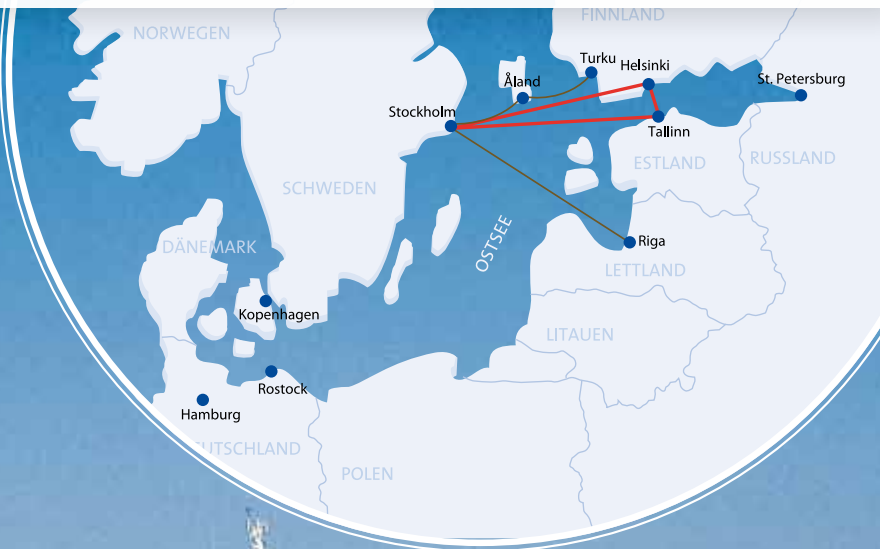 FINNLAND
NORWEGEN
Turku
Helsinki
Åland
St. Petersburg
Stockholm
Tallinn
ESTLAND
RUSSLAND
SCHWEDEN
OSTSEE
DÄNEMARK
Riga
LETTLAND
Kopenhagen
LITAUEN
Rostock
Hamburg
UTSCHLAND
POLEN